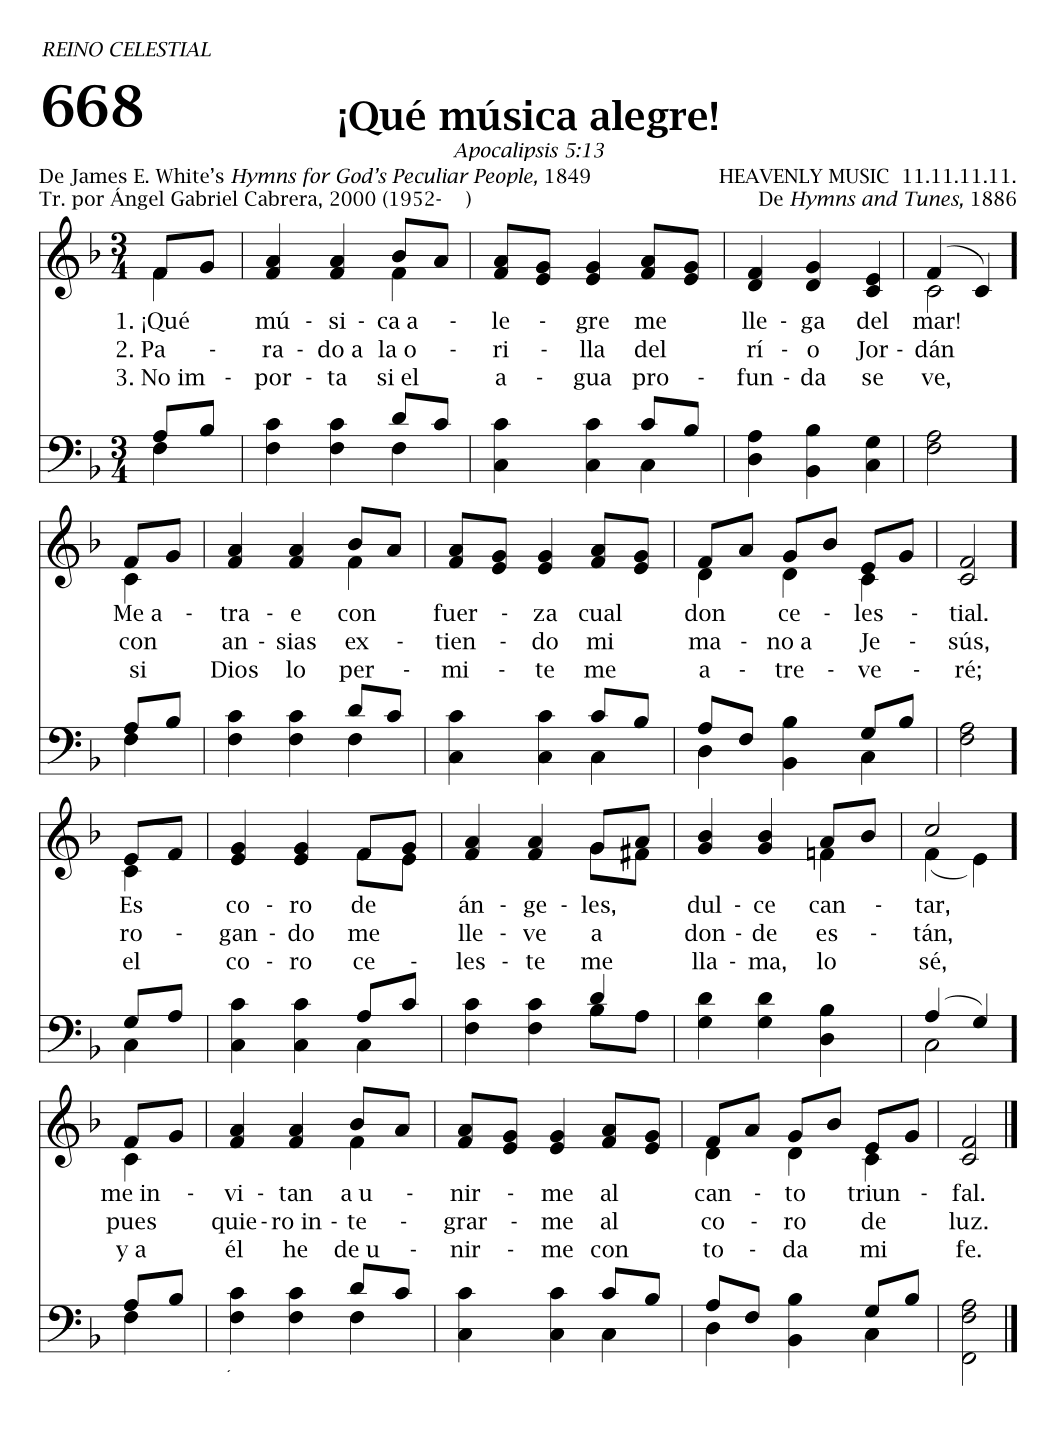 REINO CELESTIAL
668
¡Qué música alegre!
Apocalipsis 5:13
De James E. White's Hymns for God's Peculiar People, 1849
HEAVENLY MUSIC 11.11.11.11.
Tr. por Ángel Gabriel Cabrera, 2000 (1952-    )
De Hymns and Tunes, 1886
1. ¡Qué mú - si - ca a - le - gre me lle - ga del mar!
2. Pa - ra - do a la o - ri - lla del rí - o Jor - dán
3. No im - por - ta si el a - gua pro - fun - da se ve,
Me a - tra - e con fuer - za cual don ce - les - tial.
con an - sias ex - tien - do mi ma - no a Je - sús,
si Dios lo per - mi - te me a - tre - ve - ré;
Es co - ro de án - ge - les, dul - ce can - tar,
ro - gan - do me lle - ve a don - de es - tán,
el co - ro ce - les - te me lla - ma, lo sé,
me in - vi - tan a u - nir - me al can - to triun - fal.
pues quie - ro in - te - grar - me al co - ro de luz.
y a él he de u - nir - me con to - da mi fe.